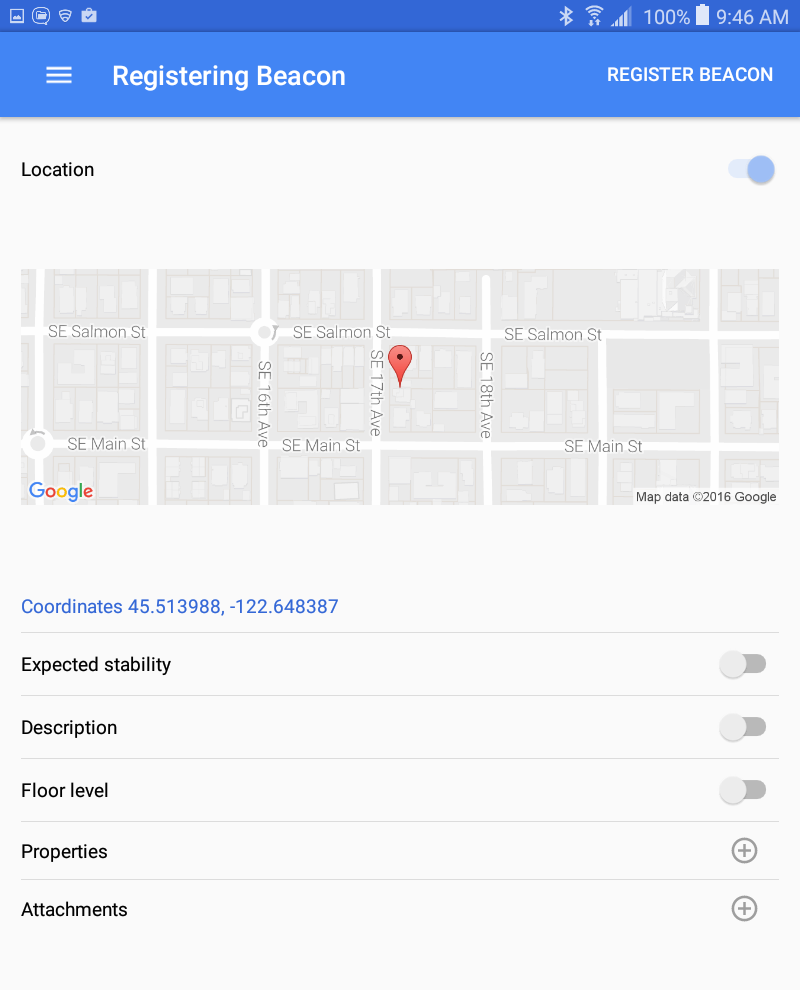 100% 9:46 AM
Registering Beacon REGISTER BEACON
Location
SE Salmon St SE Salmon St SE Salmon St
SE 16th Ave
SE 17th Ave
SE 18th Ave
SE Main St SE Main St SE Main St
Google Map data ©2016 Google
Coordinates 45.513988, -122.648387
Expected stability
Description
Floor level
Properties
Attachments